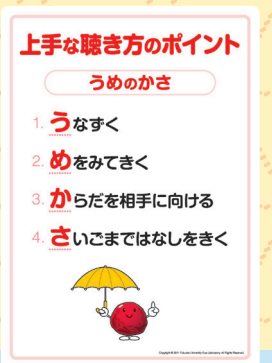 上手な聴き方のポイント
うめのかさ
1. うなずく
2. めをみてきく
3. からだを相手に向ける
4. さいごまではなしをきく